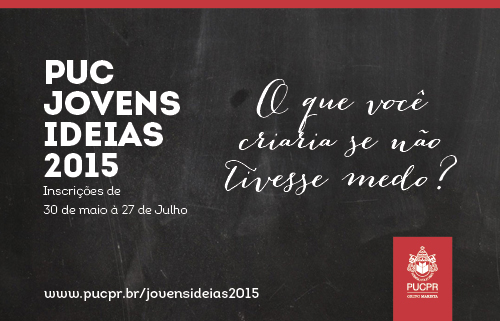 PUC
JOVENS
IDEIAS
2015
Inscrições de
30 de maio à 27 de Julho
O que você
criaria se não
tivesse medo?
www.pucpr.br/jovensideias2015
PUCPR
GRUPO MARISTA